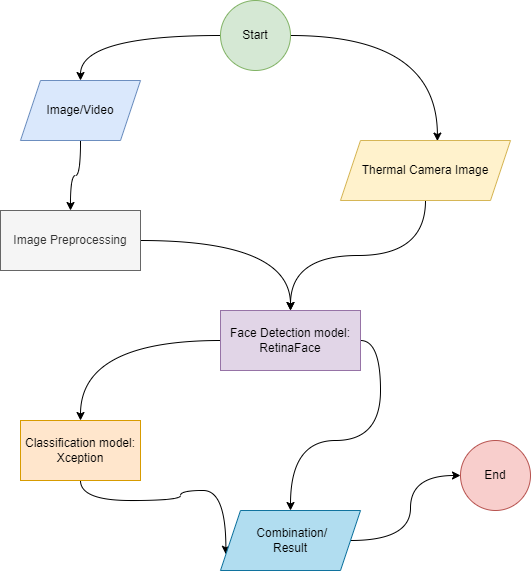 Start
Image/Video
Thermal Camera Image
Image Preprocessing
Face Detection model:
RetinaFace
Classification model:
Xception
End
Combination/
Result